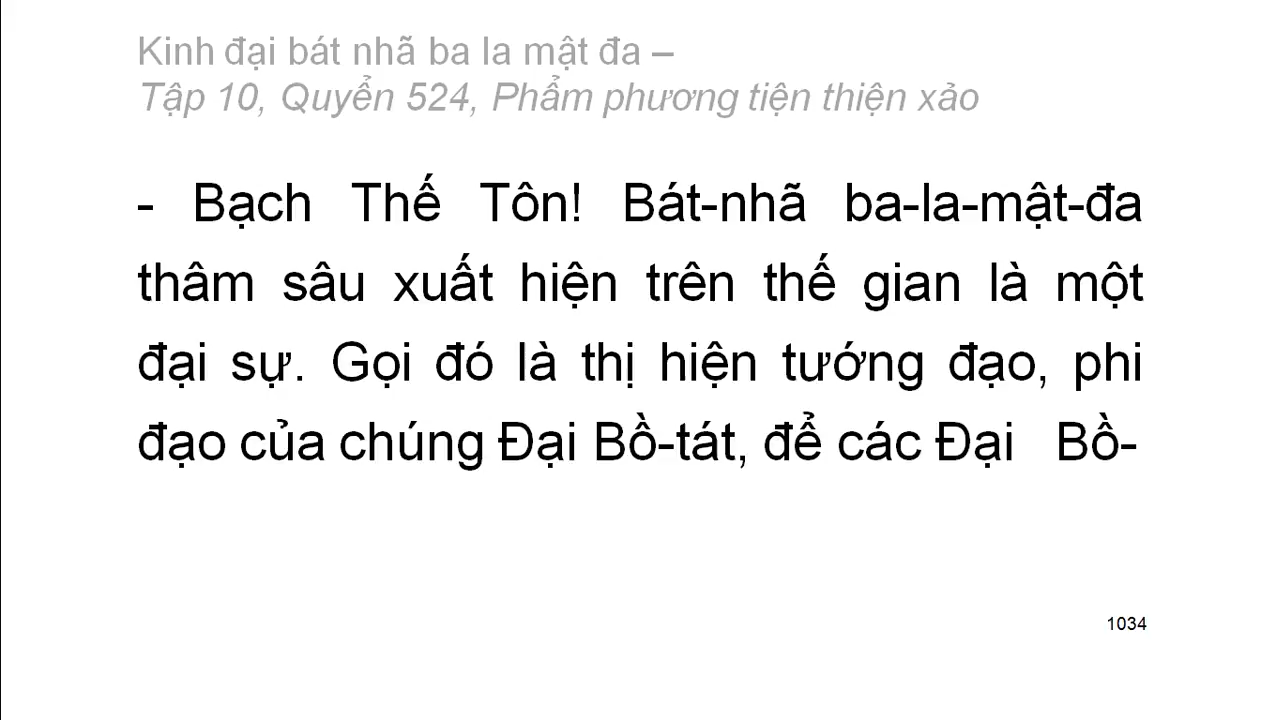 Kinh đại bát nhã ba la mật đa –
Tập 10, Quyển 524, Phẩm phương tiện thiện xảo
- Bạch Thế Tôn! Bát-nhã ba-la-mật-đa
thâm sâu xuất hiện trên thế gian là một
đại sự. Gọi đó là thị hiện tướng đạo, phi
đạo của chúng Đại Bồ-tát, để các Đại Bồ-
1034